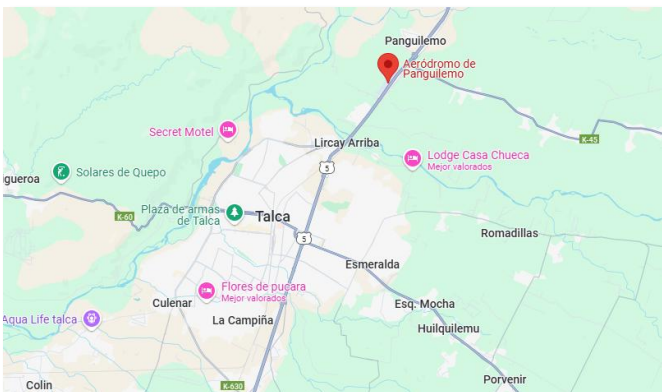 Panguilemo
Aeródromo de
Panguilemo
Secret Motel
Lircay Arriba
K-45
Lodge Casa Chueca
Mejor valorados
5
igueroa
Solares de Quepo
K-60
Plaza de armas
de Talca
Talca
Romadillas
5
Esmeralda
Flores de pucara
Mejor valorados
Culenar
Esq. Mocha
Agua Life talca
La Campiña
Huilquilemu
Porvenir
Colin
K-630